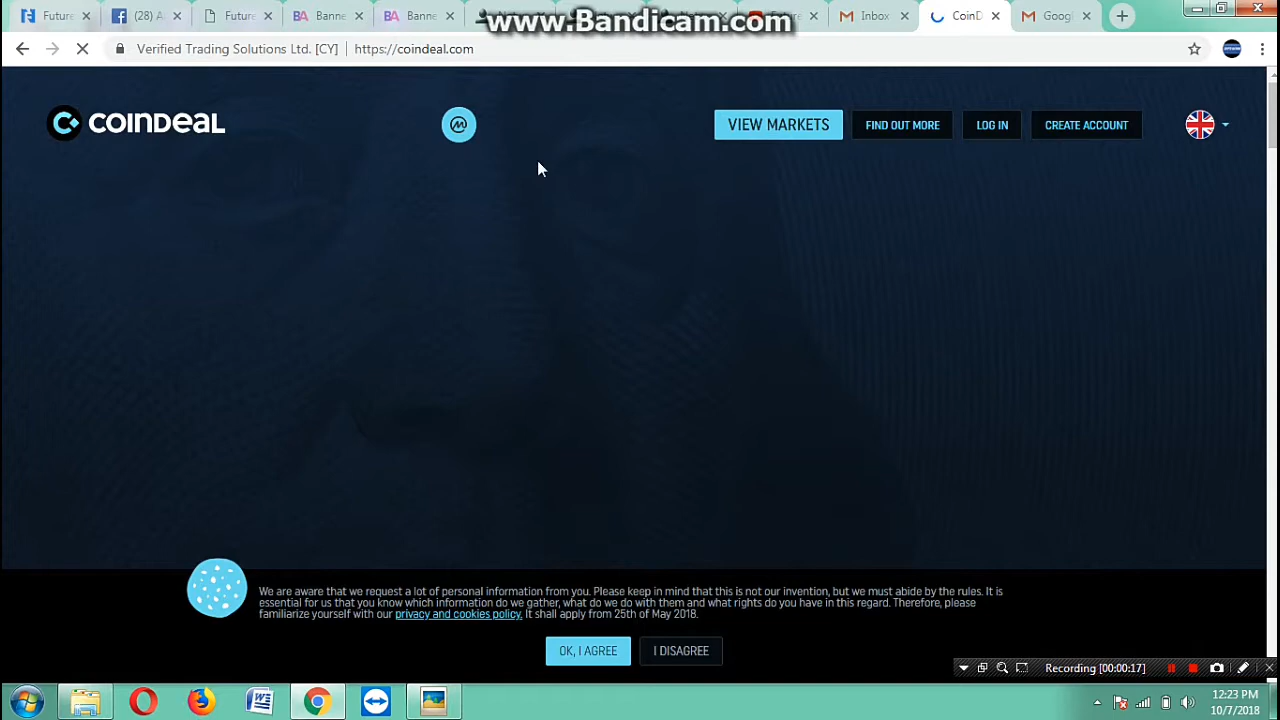 www.Bandicam.com
Future
(28) A
Future
Banne
Banne
Future
Inbox
CoinD
Googl
Verified Trading Solutions Ltd. [CY]
https://coindeal.com
COINDEAL
VIEW MARKETS
FIND OUT MORE
LOG IN
CREATE ACCOUNT
We are aware that we request a lot of personal information from you. Please keep in mind that this is not our invention, but we must abide by the rules. It is
essential for us that you know which information do we gather, what do we do with them and what rights do you have in this regard. Therefore, please
familiarize yourself with our privacy and cookies policy. It shall apply from 25th of May 2018.
OK, I AGREE
I DISAGREE
Recording [00:00:17]
12:23 PM
10/7/2018